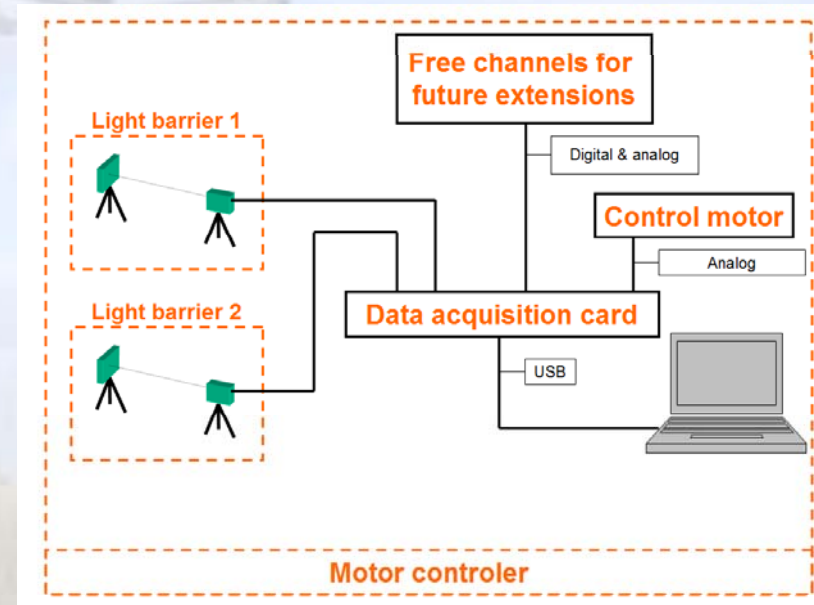 Free channels for
future extensions
Light barrier 1
Digital & analog
Control motor
Analog
Light barrier 2
Data acquisition card
USB
Motor controler